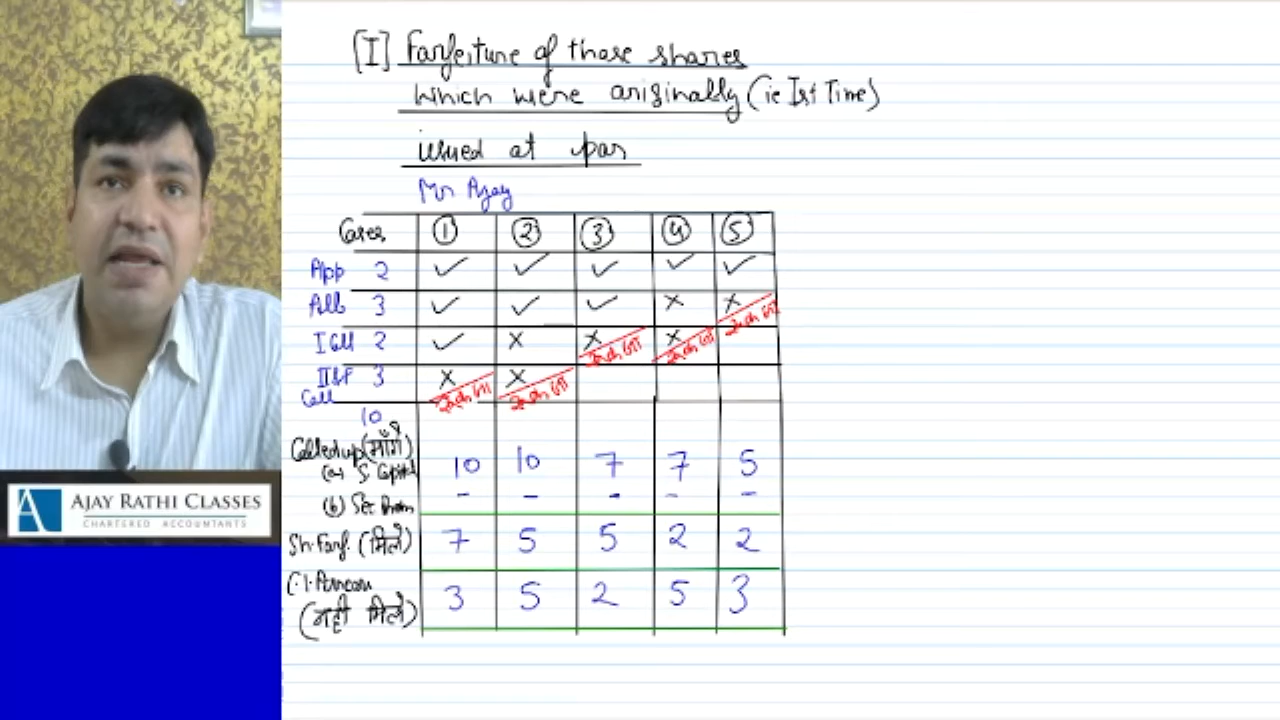 [I] Forfeiture of those shares
which were originally (ie Ist Time)
issued at par
Mr Ajay
Cases ① ② ③ ④ ⑤
App 2 ✓ ✓ ✓ ✓ ✓
All 3 ✓ ✓ ✓ x x
I Call 2 ✓ x x x
II&F 3 x x
Call
10
Called up (माँगे)
(a) S. Capital 10 10 7 7 5
(b) Sec Prem - - - - -
Sh. Forf. (मिले) 7 5 5 2 2
C.I. Arrears 3 5 2 5 3
(नहीं मिले)
AJAY RATHI CLASSES
CHARTERED ACCOUNTANTS